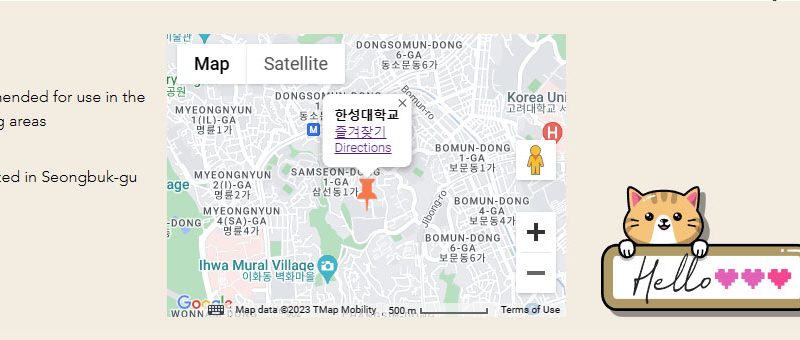 ended for use in the
g areas
ed in Seongbuk-gu
Map
Satellite
DONGSOMUN-DONG
6-GA
동소문동6가
공원
MYEONGNYUN
1(IL)-GA
명륜1가
DONGSOMUN
M
한성대학교
즐겨찾기
Directions
×
Bomun-ro
Korea Uni
고려대학교 서
H
BOMUN-DONG
1-GA
보문동1가
age
MYEONGNYUN
2(I)-GA
명륜2가
SAMSEON-DONG
1-GA
삼선동1가
Jibong-ro
BOMUN-DONG
4-GA
보문동4가
MYEONGNYUN
4(SA)-GA
명륜4가
BOMUN-DONG
6-GA
보문동6가
Ihwa Mural Village
이화동 벽화마을
+
−
Google
WONN
DONG
Map data ©2023 TMap Mobility
500 m
Terms of Use
Hello